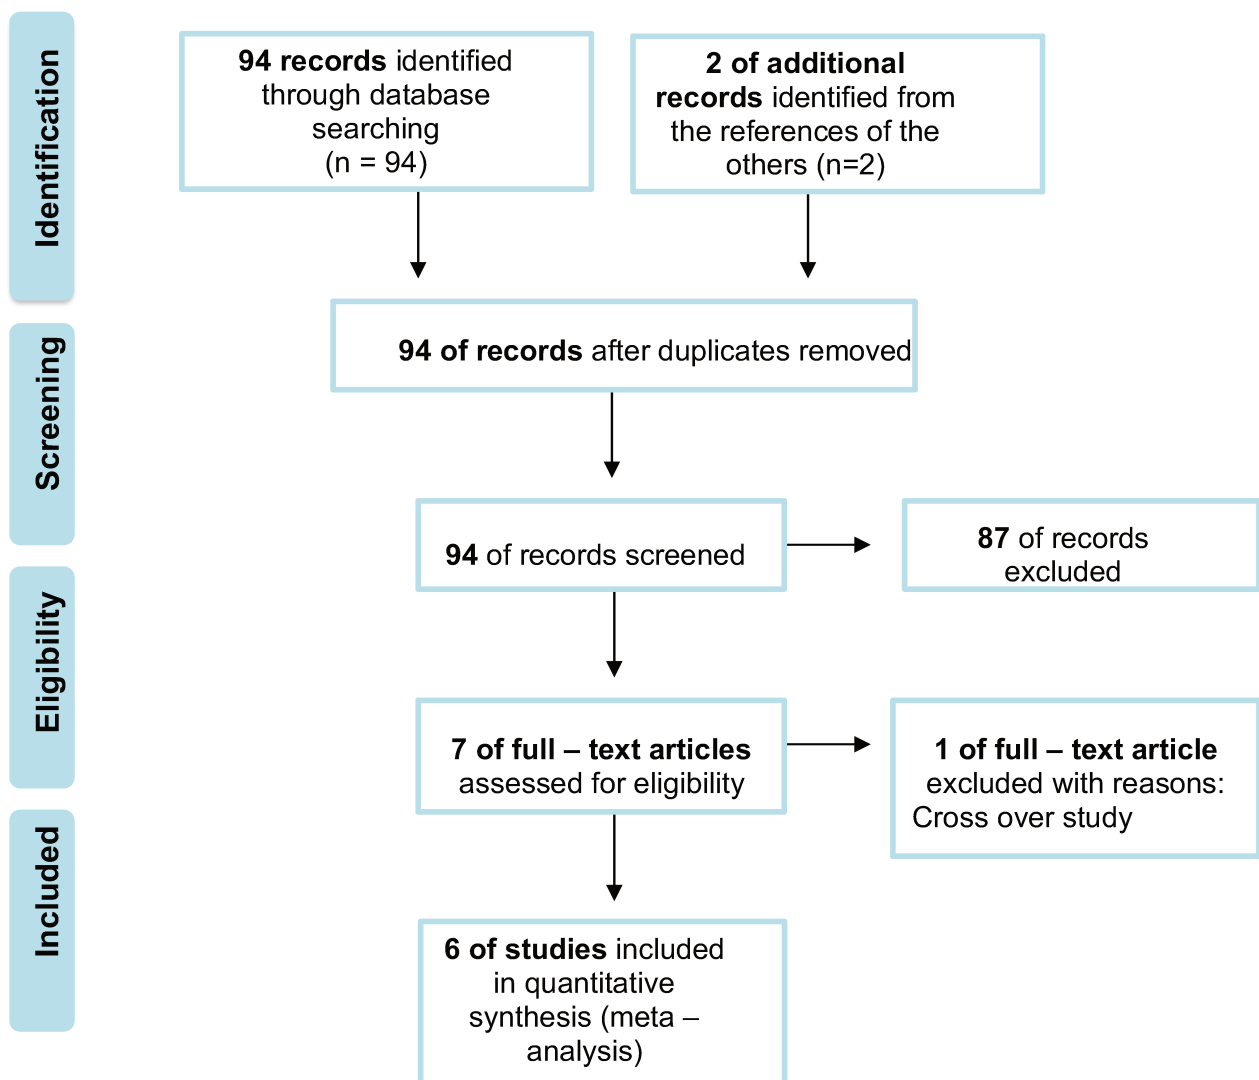 Identification
94 records identified
through database
searching
(n = 94)
2 of additional
records identified from
the references of the
others (n=2)
Screening
94 of records after duplicates removed
94 of records screened
87 of records
excluded
Eligibility
7 of full – text articles
assessed for eligibility
1 of full – text article
excluded with reasons:
Cross over study
Included
6 of studies included
in quantitative
synthesis (meta –
analysis)